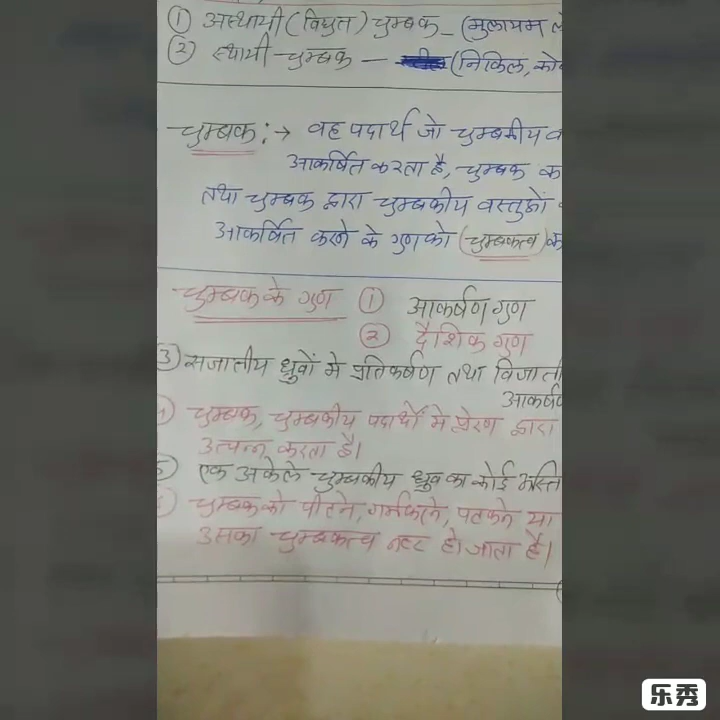 ① अस्थायी (विद्युत) चुम्बक – (मुलायम
② स्थायी चुम्बक – (निकिल,
चुम्बक :→ वह पदार्थ जो चुम्बकीय
आकर्षित करता है, चुम्बक
तथा चुम्बक द्वारा चुम्बकीय वस्तुओं
आकर्षित करने के गुण को (चुम्बकत्व)
चुम्बक के गुण ① आकर्षण गुण
② दैशिक गुण
③ सजातीय ध्रुवों मे प्रतिकर्षण तथा
चुम्बक, चुम्बकीय पदार्थों मे प्रेरण द्वारा
उत्पन्न करता है।
एक अकेले चुम्बकीय ध्रुव का कोई
चुम्बक को पीटने, गर्म करने, पटकने या
उसका चुम्बकत्व नष्ट हो जाता है।
乐秀